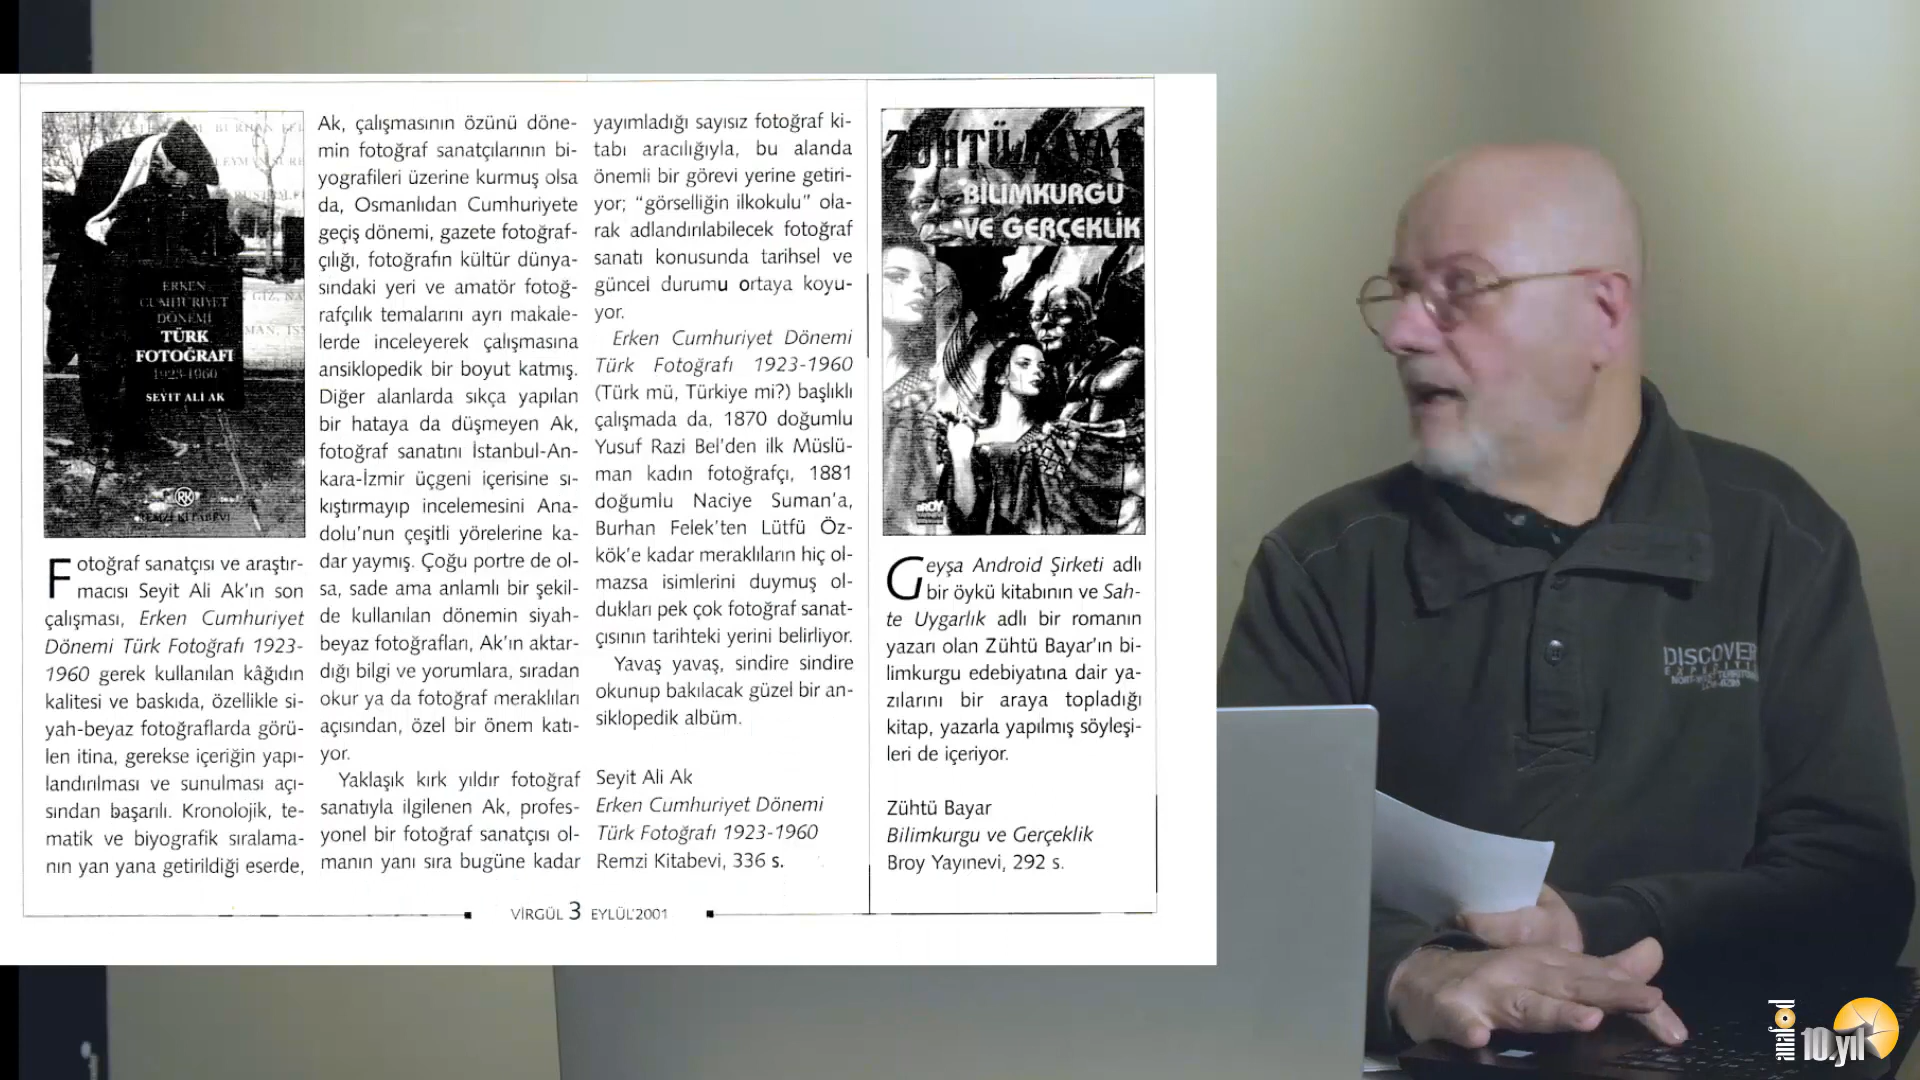 ERKEN
CUMHURİYET
DÖNEMİ
TÜRK
FOTOĞRAFI
1923-1960
SEYİT ALİ AK
RK
REMZİ KİTABEVİ
Fotoğraf sanatçısı ve araştır-
macısı Seyit Ali Ak'ın son
çalışması, Erken Cumhuriyet
Dönemi Türk Fotoğrafı 1923-
1960 gerek kullanılan kâğıdın
kalitesi ve baskıda, özellikle si-
yah-beyaz fotoğraflarda görü-
len itina, gerekse içeriğin yapı-
landırılması ve sunulması açı-
sından başarılı. Kronolojik, te-
matik ve biyografik sıralama-
nın yan yana getirildiği eserde,
Ak, çalışmasının özünü döne-
min fotoğraf sanatçılarının bi-
yografileri üzerine kurmuş olsa
da, Osmanlıdan Cumhuriyete
geçiş dönemi, gazete fotoğraf-
çılığı, fotoğrafın kültür dünya-
sındaki yeri ve amatör fotoğ-
rafçılık temalarını ayrı makale-
lerde inceleyerek çalışmasına
ansiklopedik bir boyut katmış.
Diğer alanlarda sıkça yapılan
bir hataya da düşmeyen Ak,
fotoğraf sanatını İstanbul-An-
kara-İzmir üçgeni içerisine sı-
kıştırmayıp incelemesini Ana-
dolu'nun çeşitli yörelerine ka-
dar yaymış. Çoğu portre de ol-
sa, sade ama anlamlı bir şekil-
de kullanılan dönemin siyah-
beyaz fotoğrafları, Ak'ın aktar-
dığı bilgi ve yorumlara, sıradan
okur ya da fotoğraf meraklıları
açısından, özel bir önem katı-
yor.
Yaklaşık kırk yıldır fotoğraf
sanatıyla ilgilenen Ak, profes-
yonel bir fotoğraf sanatçısı ol-
manın yanı sıra bugüne kadar
yayımladığı sayısız fotoğraf ki-
tabı aracılığıyla, bu alanda
önemli bir görevi yerine getiri-
yor; “görselliğin ilkokulu” ola-
rak adlandırılabilecek fotoğraf
sanatı konusunda tarihsel ve
güncel durumu ortaya koyu-
yor.
Erken Cumhuriyet Dönemi
Türk Fotoğrafı 1923-1960
(Türk mü, Türkiye mi?) başlıklı
çalışmada da, 1870 doğumlu
Yusuf Razi Bel'den ilk Müslü-
man kadın fotoğrafçı, 1881
doğumlu Naciye Suman'a,
Burhan Felek'ten Lütfü Öz-
kök'e kadar meraklıların hiç ol-
mazsa isimlerini duymuş ol-
dukları pek çok fotoğraf sanat-
çısının tarihteki yerini belirliyor.
Yavaş yavaş, sindire sindire
okunup bakılacak güzel bir an-
siklopedik albüm.
Seyit Ali Ak
Erken Cumhuriyet Dönemi
Türk Fotoğrafı 1923-1960
Remzi Kitabevi, 336 s.
ZÜHTÜ BAYAR
BİLİMKURGU
VE GERÇEKLİK
BROY
Geyşa Android Şirketi adlı
bir öykü kitabının ve Sah-
te Uygarlık adlı bir romanın
yazarı olan Zühtü Bayar'ın bi-
limkurgu edebiyatına dair ya-
zılarını bir araya topladığı
kitap, yazarla yapılmış söyleşi-
leri de içeriyor.
Zühtü Bayar
Bilimkurgu ve Gerçeklik
Broy Yayınevi, 292 s.
VİRGÜL 3 EYLÜL'2001
DISCOVER
anafod
10.yıl